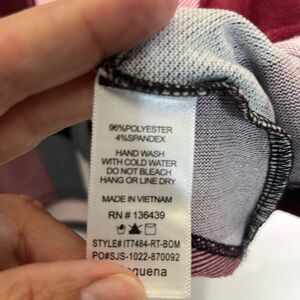 96%POLYESTER
4%SPANDEX
HAND WASH
WITH COLD WATER
DO NOT BLEACH
HANG OR LINE DRY
MADE IN VIETNAM
RN # 136439
STYLE# IT7484-RT-BOM
PO#SJS-1022-870092